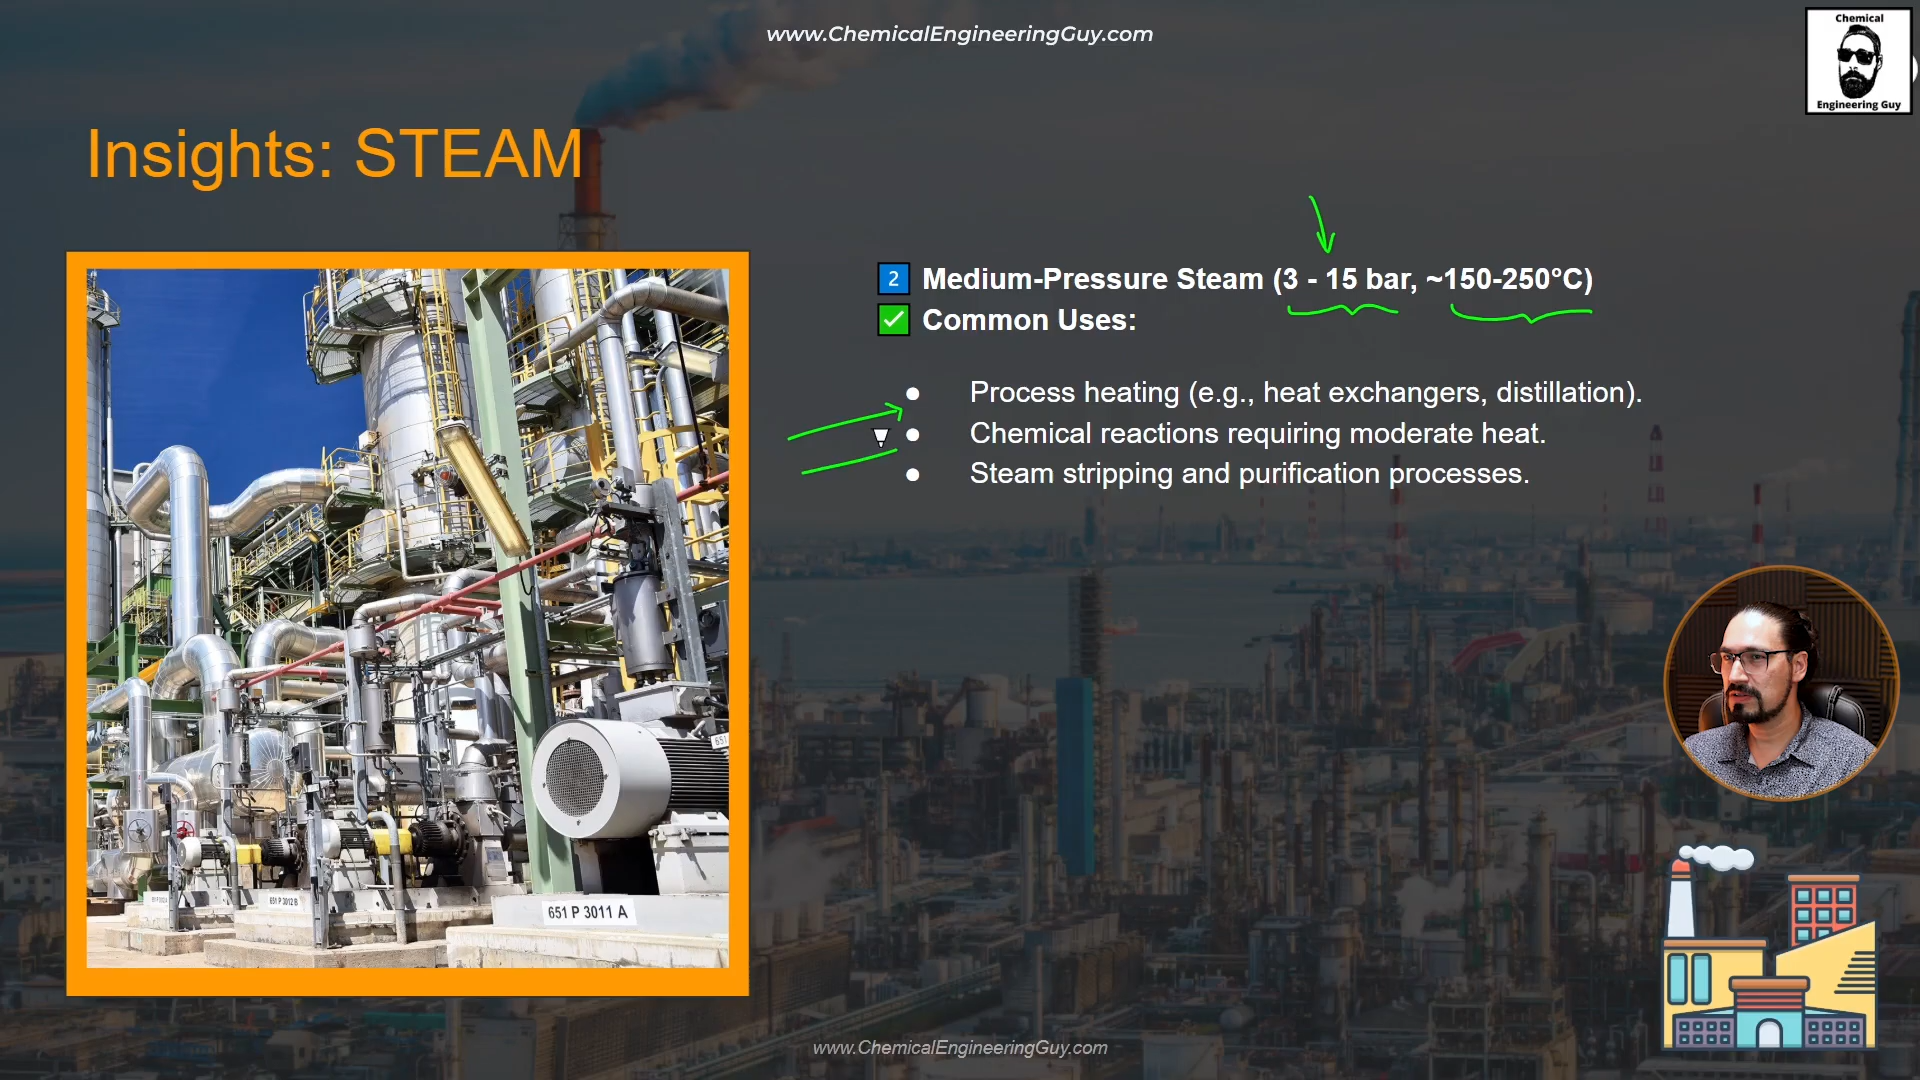 www.ChemicalEngineeringGuy.com
Chemical
Engineering Guy
Insights: STEAM
2 Medium-Pressure Steam (3 - 15 bar, ~150-250°C)
Common Uses:
● Process heating (e.g., heat exchangers, distillation).
● Chemical reactions requiring moderate heat.
● Steam stripping and purification processes.
651 P 3012 B
651 P 3011 A
www.ChemicalEngineeringGuy.com